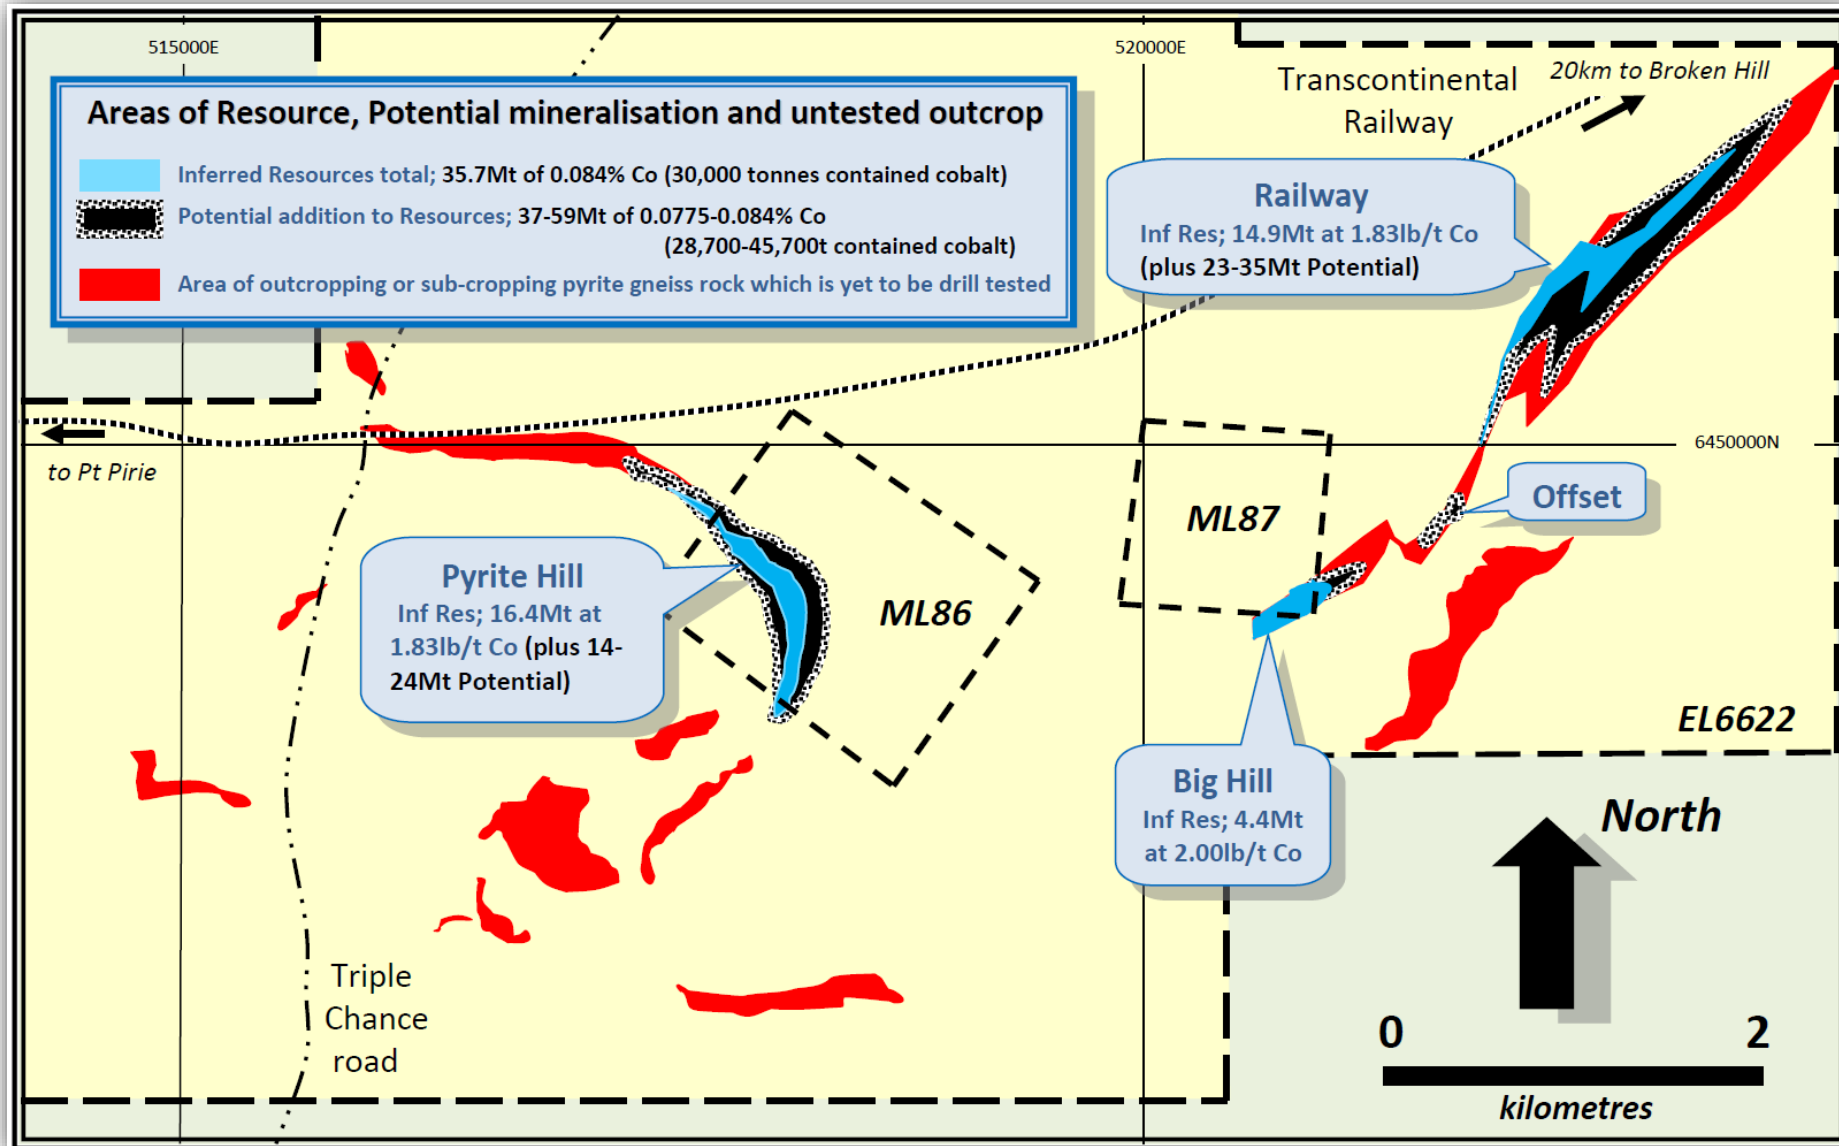 515000E
520000E
Areas of Resource, Potential mineralisation and untested outcrop
Inferred Resources total; 35.7Mt of 0.084% Co (30,000 tonnes contained cobalt)
Potential addition to Resources; 37-59Mt of 0.0775-0.084% Co
(28,700-45,700t contained cobalt)
Area of outcropping or sub-cropping pyrite gneiss rock which is yet to be drill tested
Transcontinental
Railway
20km to Broken Hill
Railway
Inf Res; 14.9Mt at 1.83lb/t Co
(plus 23-35Mt Potential)
6450000N
to Pt Pirie
Offset
ML87
Pyrite Hill
Inf Res; 16.4Mt at
1.83lb/t Co (plus 14-
24Mt Potential)
ML86
EL6622
Big Hill
Inf Res; 4.4Mt
at 2.00lb/t Co
North
Triple
Chance
road
0
2
kilometres